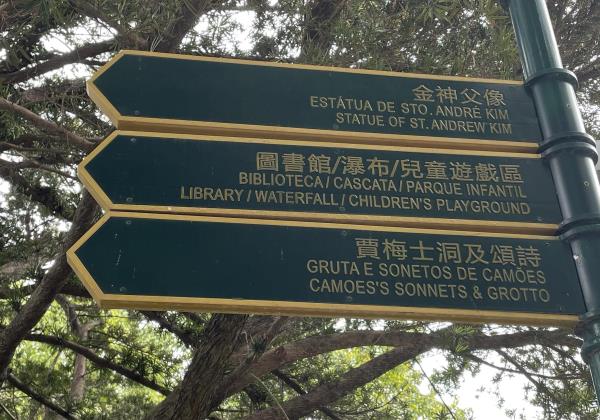 金神父像
ESTÁTUA DE STO. ANDRÉ KIM
STATUE OF ST. ANDREW KIM
圖書館/瀑布/兒童遊戲區
BIBLIOTECA / CASCATA / PARQUE INFANTIL
LIBRARY / WATERFALL / CHILDREN'S PLAYGROUND
賈梅士洞及頌詩
GRUTA E SONETOS DE CAMÕES
CAMOES'S SONNETS & GROTTO